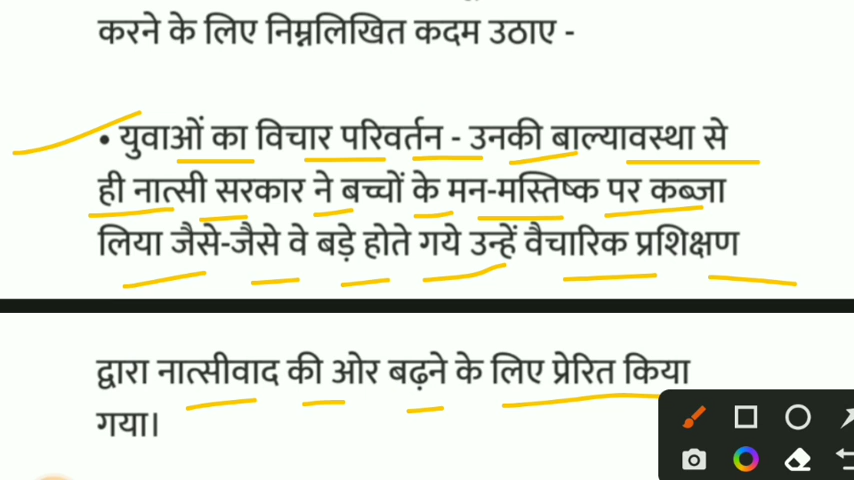 करने के लिए निम्नलिखित कदम उठाए -
• युवाओं का विचार परिवर्तन - उनकी बाल्यावस्था से
ही नात्सी सरकार ने बच्चों के मन-मस्तिष्क पर कब्जा
लिया जैसे-जैसे वे बड़े होते गये उन्हें वैचारिक प्रशिक्षण
द्वारा नात्सीवाद की ओर बढ़ने के लिए प्रेरित किया
गया।